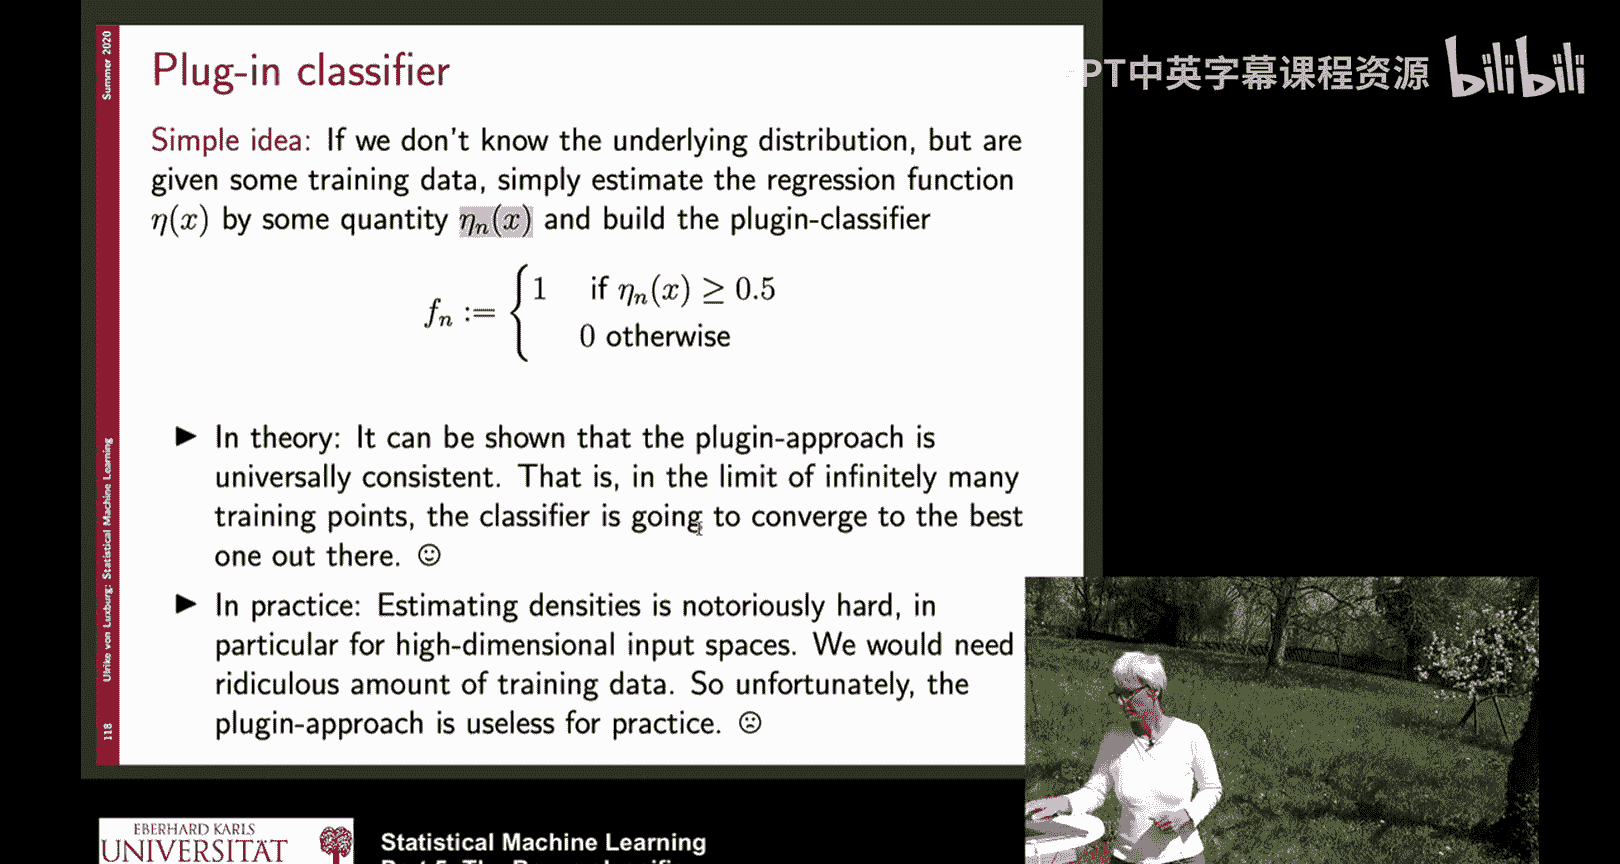 Summer 2020
Plug-in classifier
PT中英字幕课程资源 bilibili
Simple idea: If we don't know the underlying distribution, but are
given some training data, simply estimate the regression function
η(x) by some quantity ηₙ(x) and build the plugin-classifier
fₙ := { 1 if ηₙ(x) ≥ 0.5
0 otherwise
► In theory: It can be shown that the plugin-approach is
universally consistent. That is, in the limit of infinitely many
training points, the classifier is going to converge to the best
one out there. ☺
► In practice: Estimating densities is notoriously hard, in
particular for high-dimensional input spaces. We would need
ridiculous amount of training data. So unfortunately, the
plugin-approach is useless for practice. ☹
Ulrike von Luxburg: Statistical Machine Learning
118
EBERHARD KARLS
UNIVERSITÄT
Statistical Machine Learning